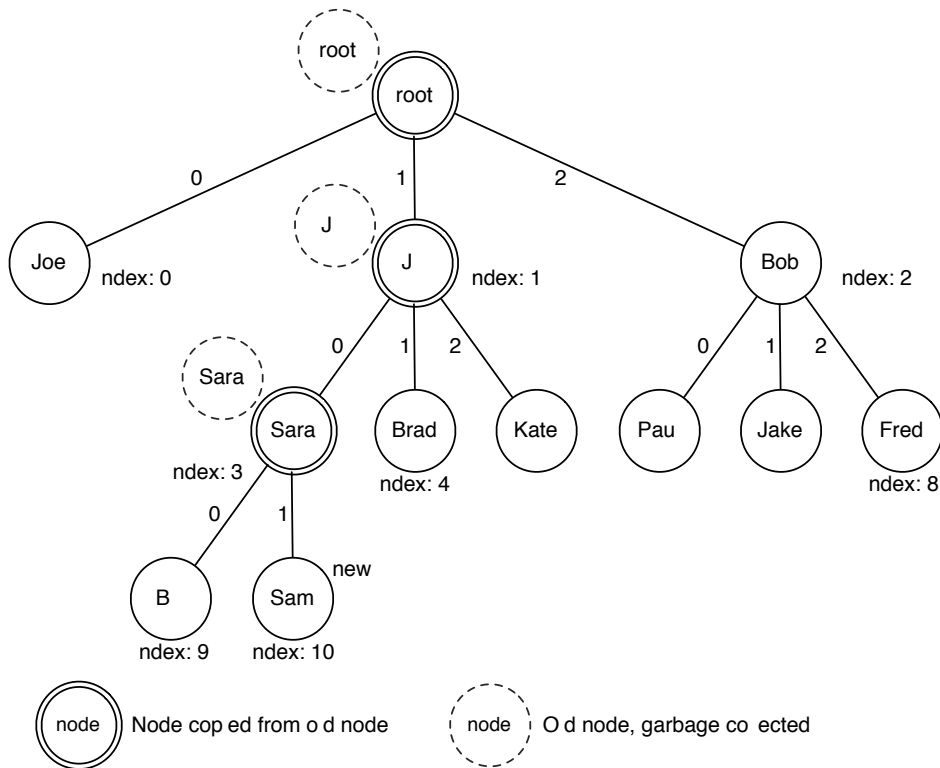 root
root
0
1
2
J
Joe
J
Bob
ndex: 0
ndex: 1
ndex: 2
0
1
2
0
1
2
Sara
Sara
Brad
Kate
Pau
Jake
Fred
ndex: 3
ndex: 4
ndex: 8
0
1
new
B
Sam
ndex: 9
ndex: 10
node
Node cop ed from o d node
node
O d node, garbage co ected